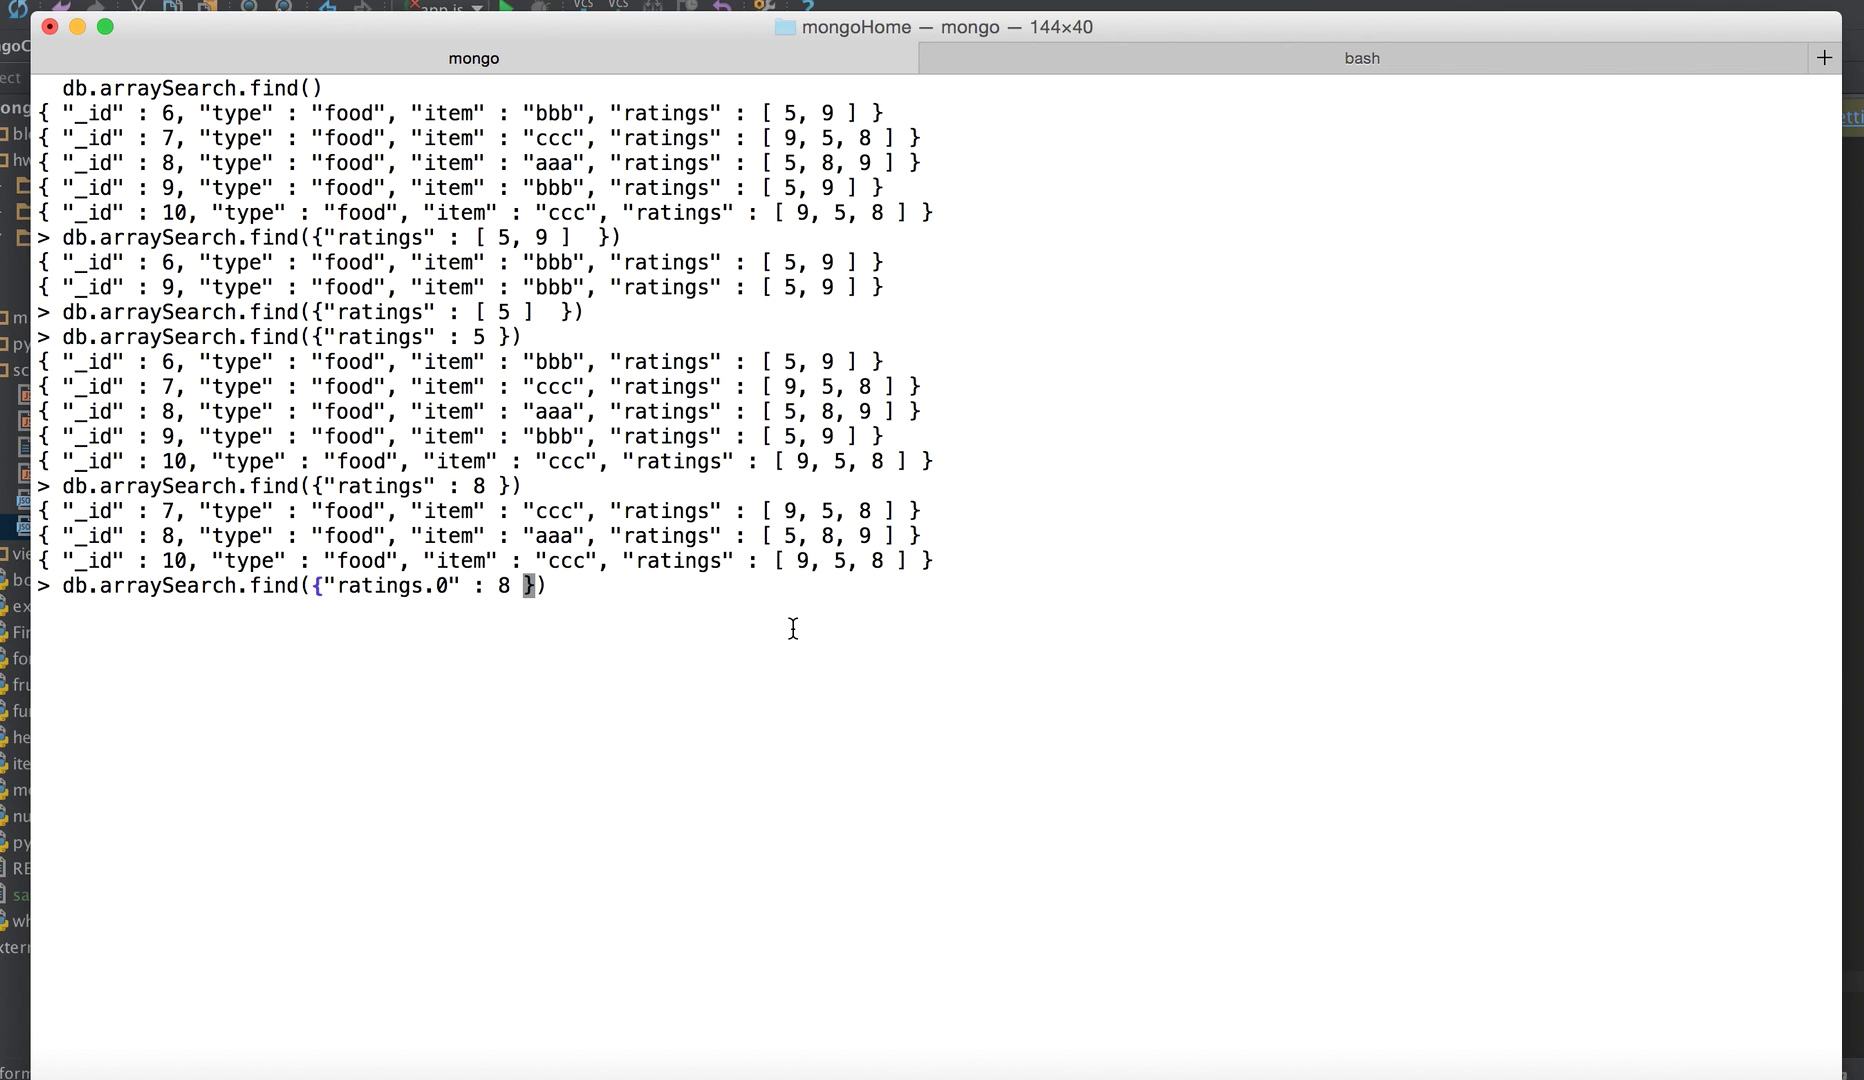 app.js
VCS VCS
mongoHome — mongo — 144×40
mongo bash +
db.arraySearch.find()
{ "_id" : 6, "type" : "food", "item" : "bbb", "ratings" : [ 5, 9 ] }
{ "_id" : 7, "type" : "food", "item" : "ccc", "ratings" : [ 9, 5, 8 ] }
{ "_id" : 8, "type" : "food", "item" : "aaa", "ratings" : [ 5, 8, 9 ] }
{ "_id" : 9, "type" : "food", "item" : "bbb", "ratings" : [ 5, 9 ] }
{ "_id" : 10, "type" : "food", "item" : "ccc", "ratings" : [ 9, 5, 8 ] }
> db.arraySearch.find({"ratings" : [ 5, 9 ]  })
{ "_id" : 6, "type" : "food", "item" : "bbb", "ratings" : [ 5, 9 ] }
{ "_id" : 9, "type" : "food", "item" : "bbb", "ratings" : [ 5, 9 ] }
> db.arraySearch.find({"ratings" : [ 5 ]  })
> db.arraySearch.find({"ratings" : 5 })
{ "_id" : 6, "type" : "food", "item" : "bbb", "ratings" : [ 5, 9 ] }
{ "_id" : 7, "type" : "food", "item" : "ccc", "ratings" : [ 9, 5, 8 ] }
{ "_id" : 8, "type" : "food", "item" : "aaa", "ratings" : [ 5, 8, 9 ] }
{ "_id" : 9, "type" : "food", "item" : "bbb", "ratings" : [ 5, 9 ] }
{ "_id" : 10, "type" : "food", "item" : "ccc", "ratings" : [ 9, 5, 8 ] }
> db.arraySearch.find({"ratings" : 8 })
{ "_id" : 7, "type" : "food", "item" : "ccc", "ratings" : [ 9, 5, 8 ] }
{ "_id" : 8, "type" : "food", "item" : "aaa", "ratings" : [ 5, 8, 9 ] }
{ "_id" : 10, "type" : "food", "item" : "ccc", "ratings" : [ 9, 5, 8 ] }
> db.arraySearch.find({"ratings.0" : 8 })